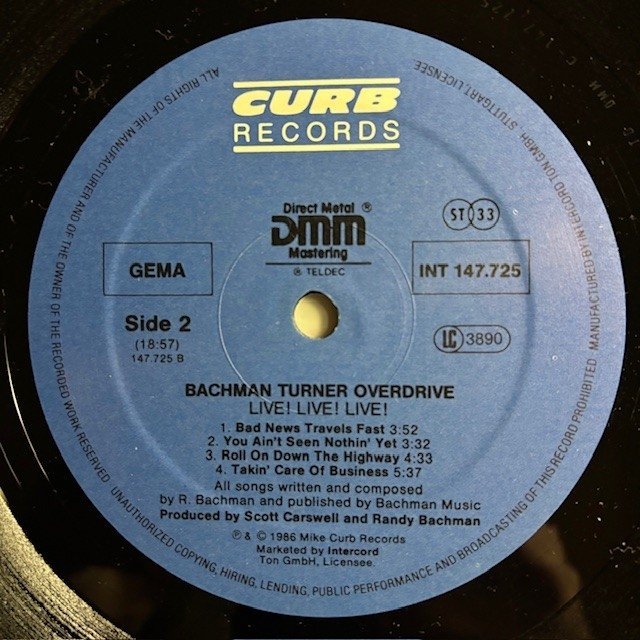 CURB
RECORDS
Direct Metal ®
DMM
Mastering
® TELDEC
ST 33
GEMA
INT 147.725
Side 2
(18:57)
147.725 B
LC 3890
BACHMAN TURNER OVERDRIVE
LIVE! LIVE! LIVE!
1. Bad News Travels Fast 3:52
2. You Ain't Seen Nothin' Yet 3:32
3. Roll On Down The Highway 4:33
4. Takin' Care Of Business 5:37
All songs written and composed
by R. Bachman and published by Bachman Music
Produced by Scott Carswell and Randy Bachman
℗ & © 1986 Mike Curb Records
Marketed by Intercord
Ton GmbH, Licensee.
ALL RIGHTS OF THE MANUFACTURER AND OF THE OWNER OF THE RECORDED WORK RESERVED. UNAUTHORIZED COPYING, HIRING, LENDING, PUBLIC PERFORMANCE AND BROADCASTING OF THIS RECORD PROHIBITED. MANUFACTURED BY INTERCORD TON GMBH, STUTTGART, LICENSEE.
DMM